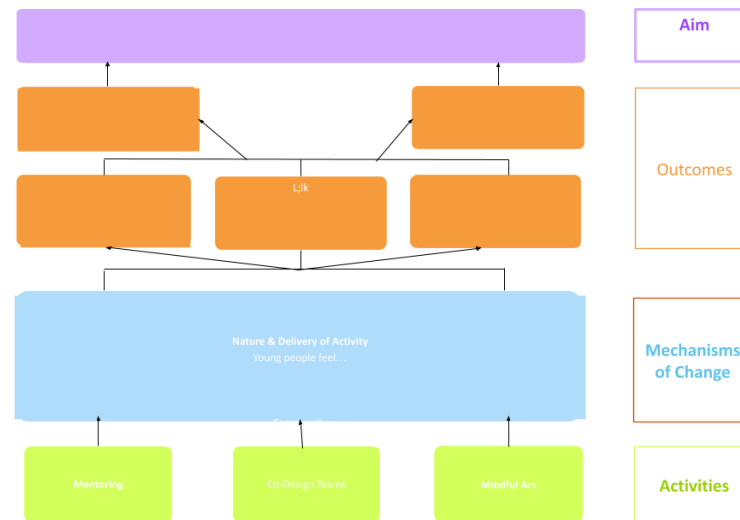 Aim
Outcomes
L;lk
Nature & Delivery of Activity
Young people feel…
Mechanisms
of Change
Mentoring
Co-Design Teams
Mindful Ars
Activities